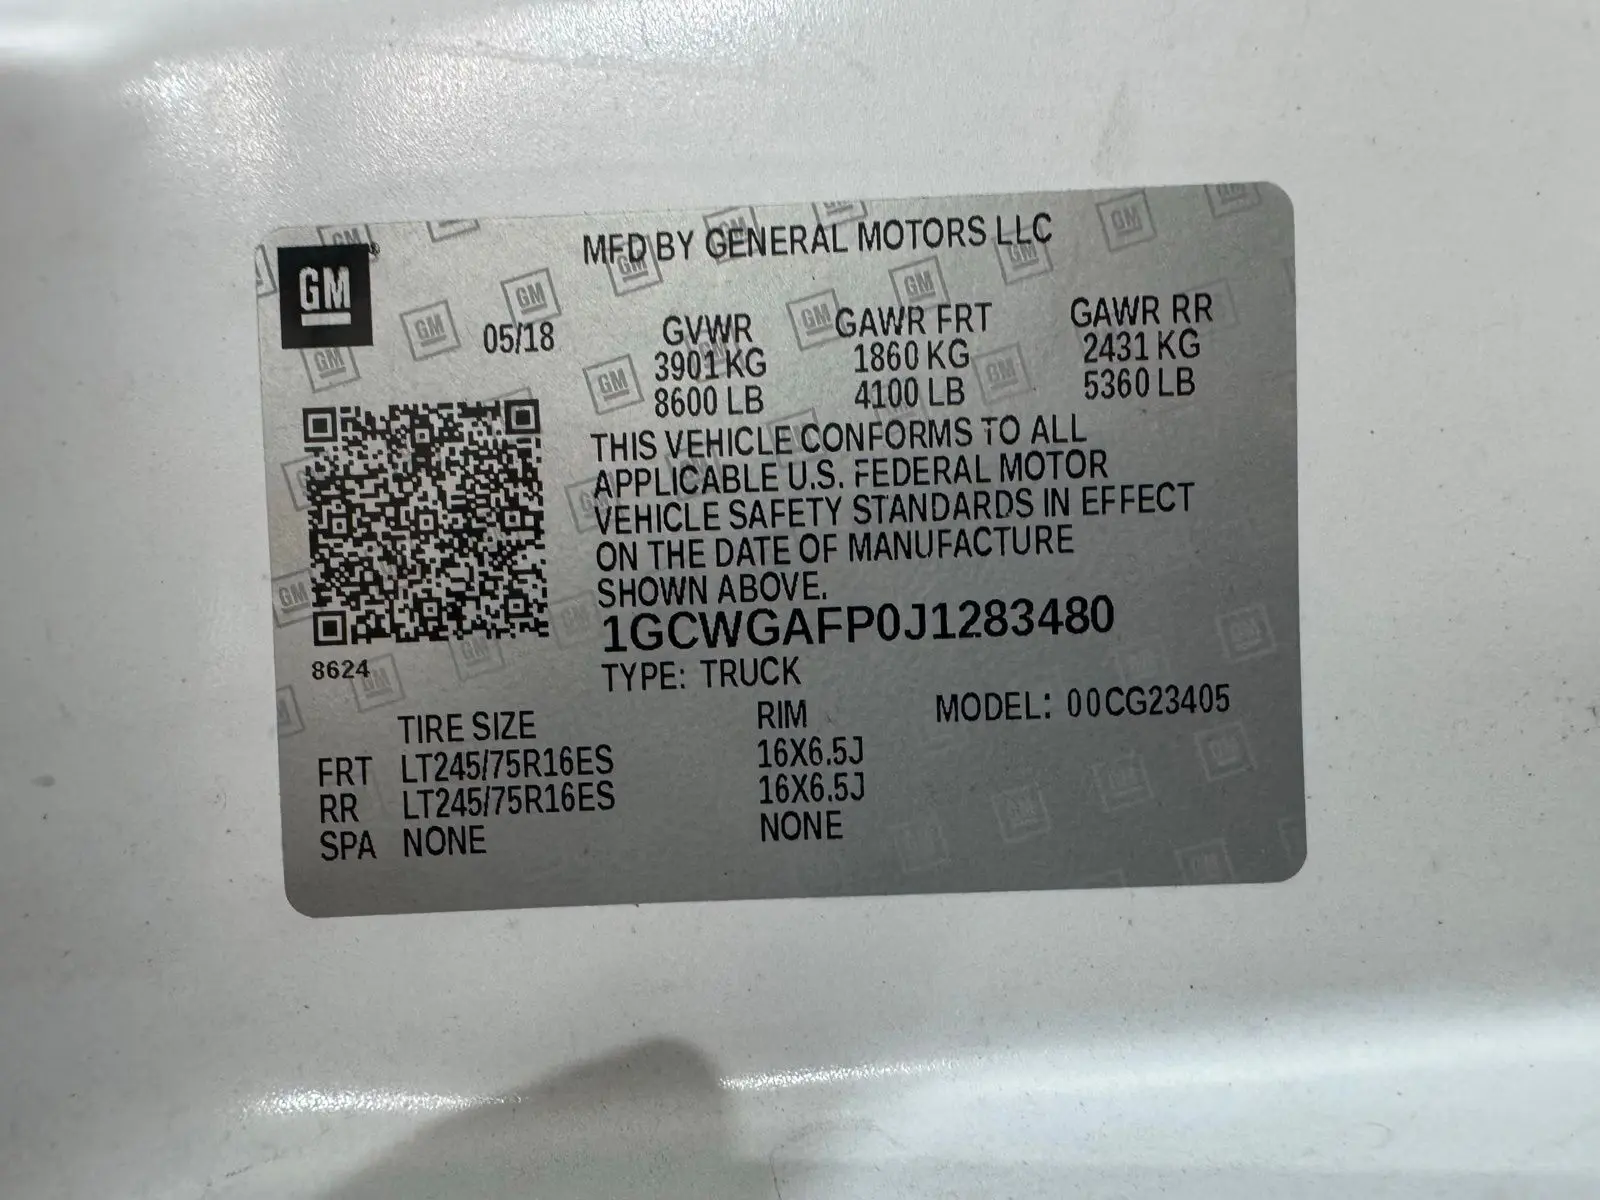 GM
MFD BY GENERAL MOTORS LLC
05/18
GVWR GAWR FRT GAWR RR
3901 KG 1860 KG 2431 KG
8600 LB 4100 LB 5360 LB
THIS VEHICLE CONFORMS TO ALL
APPLICABLE U.S. FEDERAL MOTOR
VEHICLE SAFETY STANDARDS IN EFFECT
ON THE DATE OF MANUFACTURE
SHOWN ABOVE.
1GCWGAFP0J1283480
8624
TYPE: TRUCK
TIRE SIZE RIM MODEL: 00CG23405
FRT LT245/75R16ES 16X6.5J
RR LT245/75R16ES 16X6.5J
SPA NONE NONE